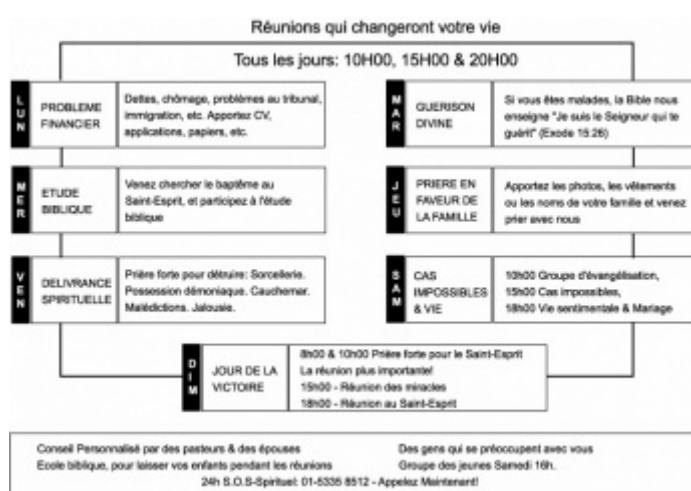 Réunions qui changeront votre vie
Tous les jours: 10H00, 15H00 & 20H00
LUN
PROBLEME
FINANCIER
Dettes, chômage, problèmes au tribunal,
immigration, etc. Apportez CV,
applications, papiers, etc.
MAR
GUERISON
DIVINE
Si vous êtes malades, la Bible nous
enseigne "Je suis le Seigneur qui te
guérit" (Exode 15:26)
MER
ETUDE
BIBLIQUE
Venez chercher le baptême au
Saint-Esprit, et participez à l'étude
biblique
JEU
PRIERE EN
FAVEUR DE
LA FAMILLE
Apportez les photos, les vêtements
ou les noms de votre famille et venez
prier avec nous
VEN
DELIVRANCE
SPIRITUELLE
Prière forte pour détruire: Sorcellerie.
Possession démoniaque. Cauchemar.
Malédictions. Jalousie.
SAM
CAS
IMPOSSIBLES
& VIE
10h00 Groupe d'évangélisation,
15h00 Cas impossibles,
18h00 Vie sentimentale & Mariage
DIM
JOUR DE LA
VICTOIRE
8h00 & 10h00 Prière forte pour le Saint-Esprit
La réunion plus importante!
15h00 - Réunion des miracles
18h00 - Réunion au Saint-Esprit
Conseil Personnalisé par des pasteurs & des épouses
Des gens qui se préoccupent avec vous
Ecole biblique, pour laisser vos enfants pendant les réunions
Groupe des jeunes Samedi 16h.
24h S.O.S-Spirituel: 01-5335 8512 - Appelez Maintenant!